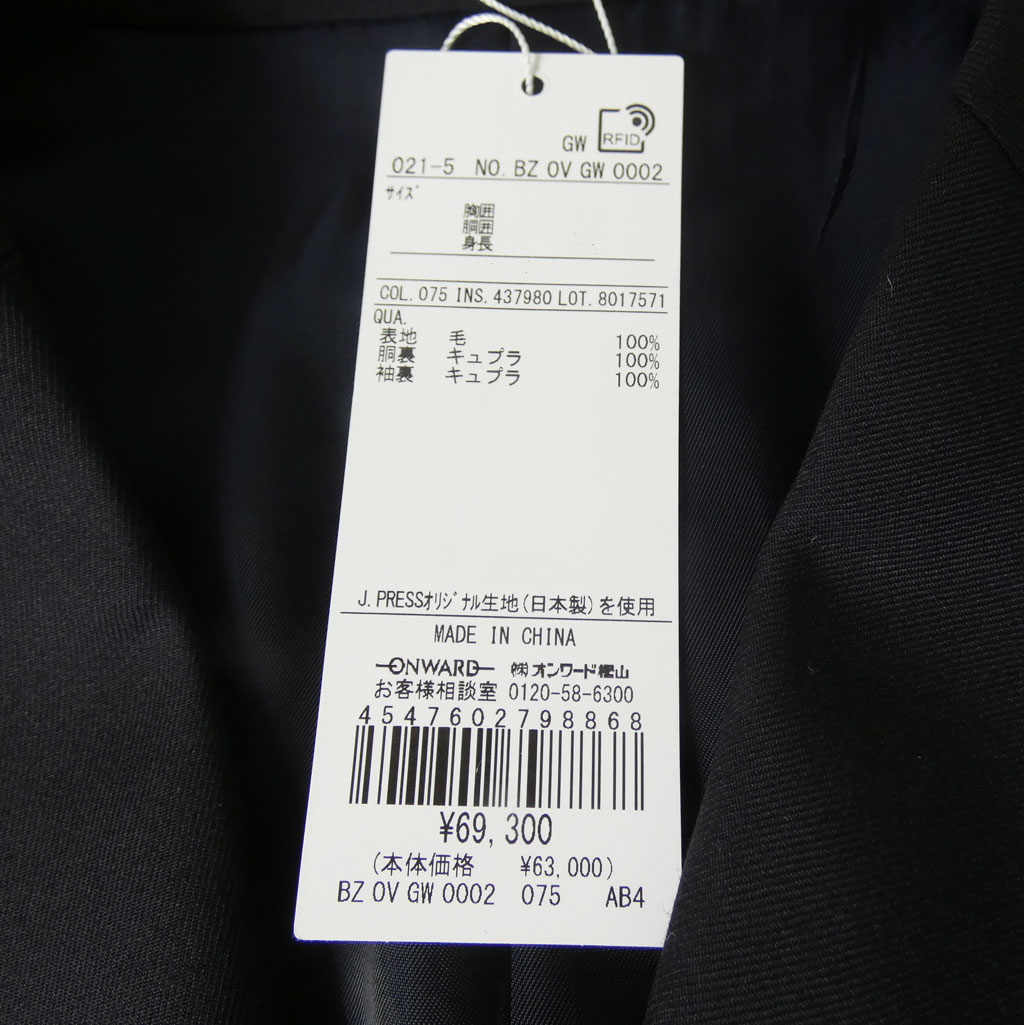 GW RFID
021-5 NO. BZ OV GW 0002
サイズ
胸囲
胴囲
身長
COL. 075 INS. 437980 LOT. 8017571
QUA.
表地 毛 100%
胴裏 キュプラ 100%
袖裏 キュプラ 100%
J. PRESSオリジナル生地(日本製)を使用
MADE IN CHINA
ONWARD ㈱オンワード樫山
お客様相談室 0120-58-6300
4547602798868
¥69,300
(本体価格 ¥63,000)
BZ OV GW 0002 075 AB4